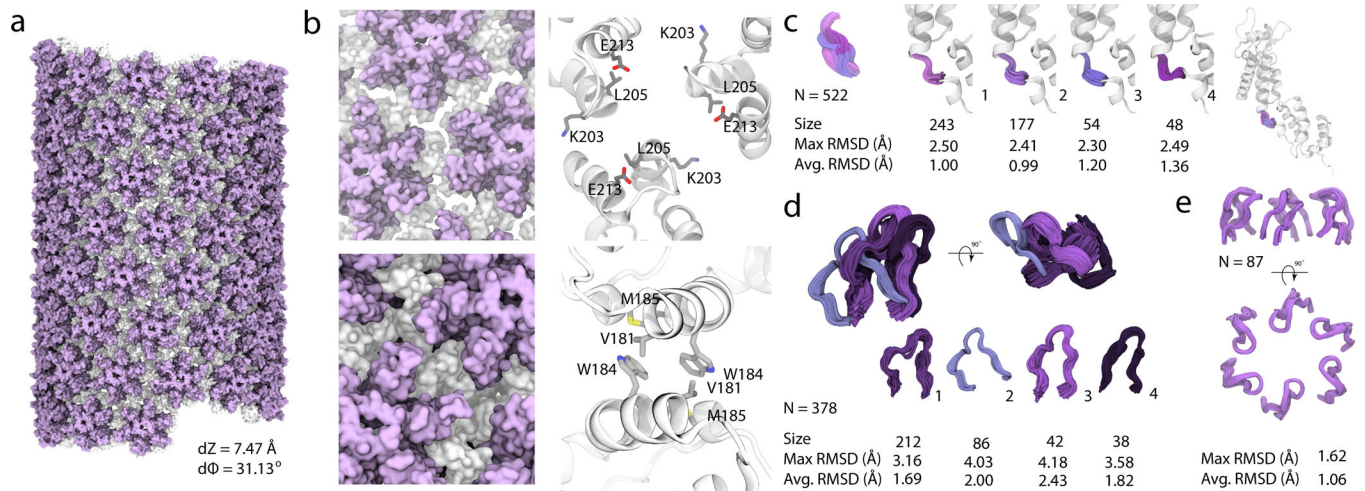 a
dZ = 7.47 Å
dΦ = 31.13°
b
K203
E213
L205
L205
E213
K203
L205
K203
E213
M185
V181
W184
W184
V181
M185
c
N = 522
1 2 3 4
Size 243 177 54 48
Max RMSD (Å) 2.50 2.41 2.30 2.49
Avg. RMSD (Å) 1.00 0.99 1.20 1.36
d
90°
1 2 3 4
N = 378
Size 212 86 42 38
Max RMSD (Å) 3.16 4.03 4.18 3.58
Avg. RMSD (Å) 1.69 2.00 2.43 1.82
e
N = 87
90°
Max RMSD (Å) 1.62
Avg. RMSD (Å) 1.06